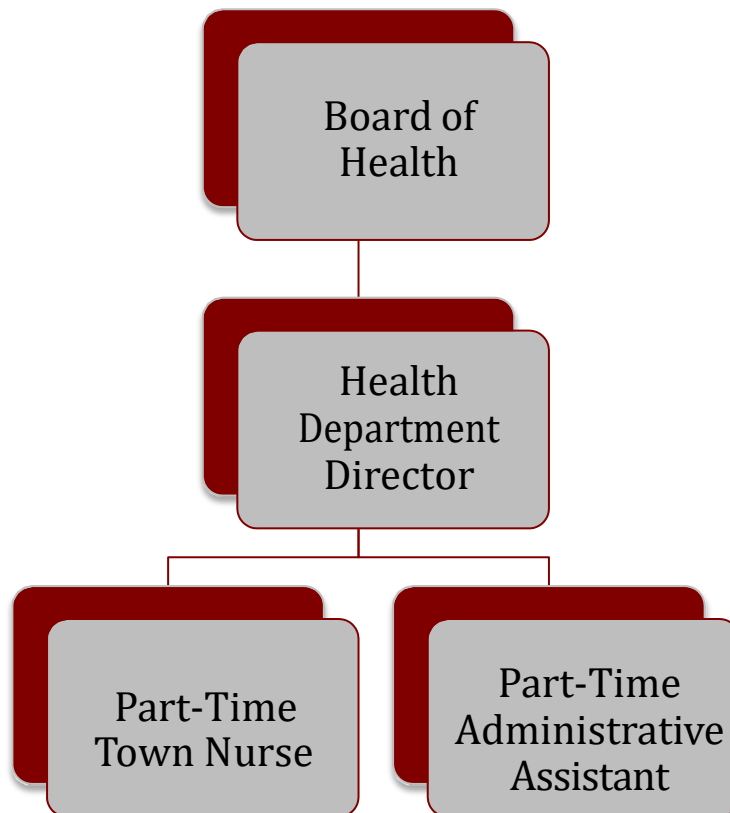 Board of
Health
Health
Department
Director
Part-Time
Town Nurse
Part-Time
Administrative
Assistant